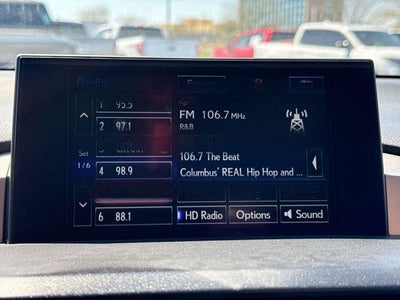 Radio
Source
1 95.5
FM 106.7 MHz
2 97.1
R&B
Set
1/6
106.7 The Beat
4 98.9
Columbus' REAL Hip Hop and ...
6 88.1
HD Radio
Options
Sound